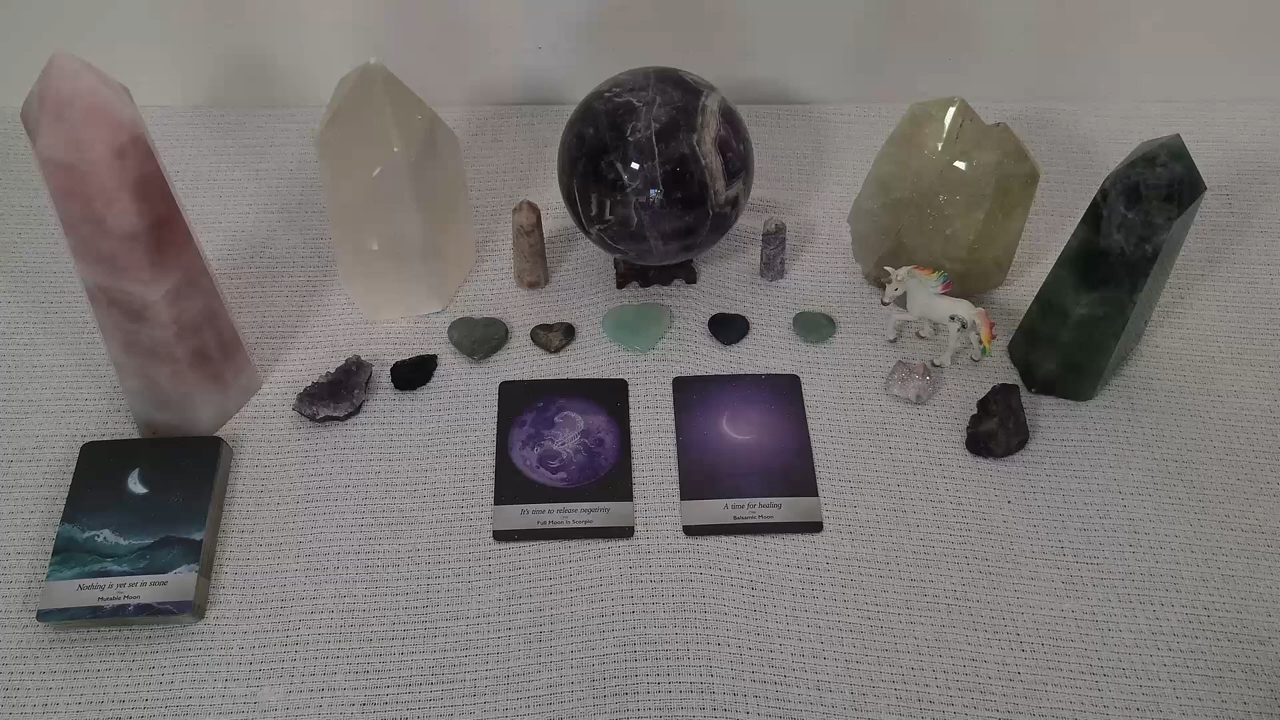 It's time to release negativity
Full Moon in Scorpio
A time for healing
Balsamic Moon
Nothing is yet set in stone
Mutable Moon